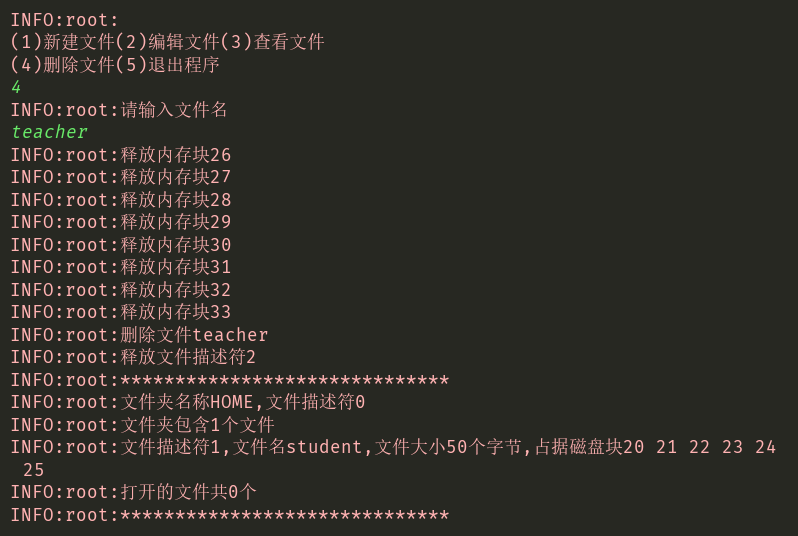 INFO:root:
(1)新建文件(2)编辑文件(3)查看文件
(4)删除文件(5)退出程序
4
INFO:root:请输入文件名
teacher
INFO:root:释放内存块26
INFO:root:释放内存块27
INFO:root:释放内存块28
INFO:root:释放内存块29
INFO:root:释放内存块30
INFO:root:释放内存块31
INFO:root:释放内存块32
INFO:root:释放内存块33
INFO:root:删除文件teacher
INFO:root:释放文件描述符2
INFO:root:******************************
INFO:root:文件夹名称HOME,文件描述符0
INFO:root:文件夹包含1个文件
INFO:root:文件描述符1,文件名student,文件大小50个字节,占据磁盘块20 21 22 23 24
25
INFO:root:打开的文件共0个
INFO:root:******************************